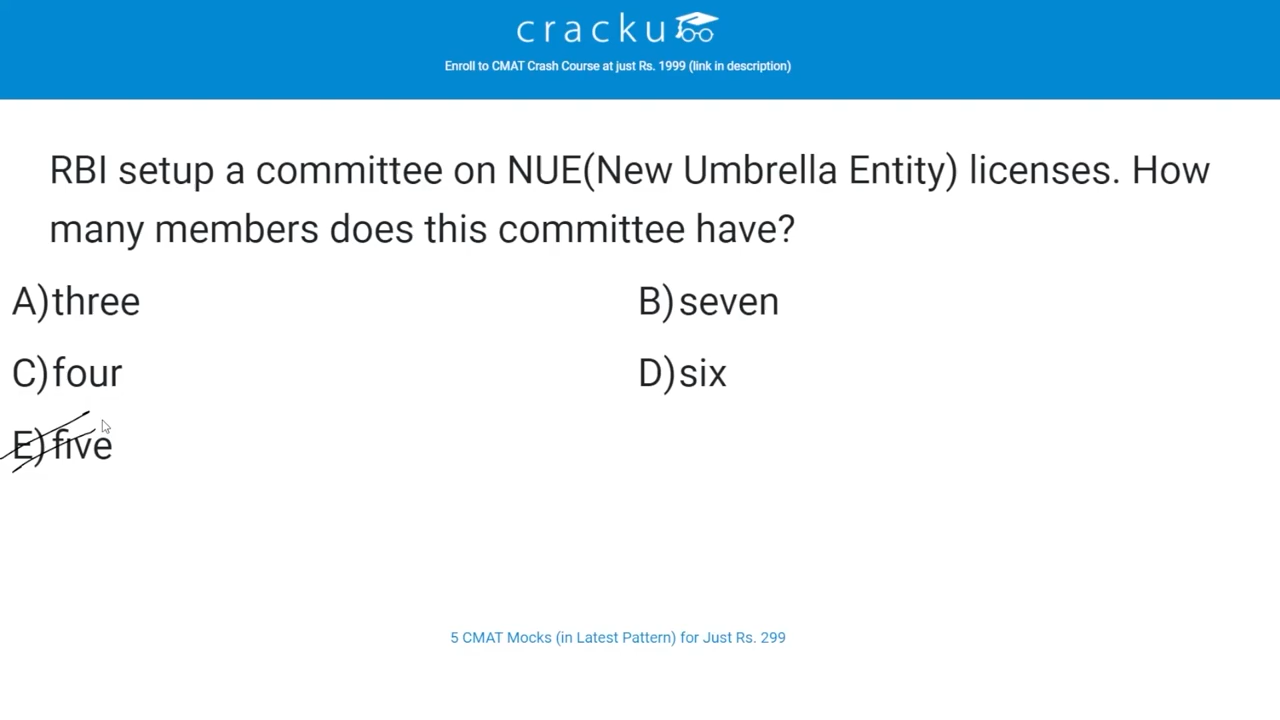 cracku
Enroll to CMAT Crash Course at just Rs. 1999 (link in description)
RBI setup a committee on NUE(New Umbrella Entity) licenses. How
many members does this committee have?
A)three
B)seven
C)four
D)six
E)five
5 CMAT Mocks (in Latest Pattern) for Just Rs. 299